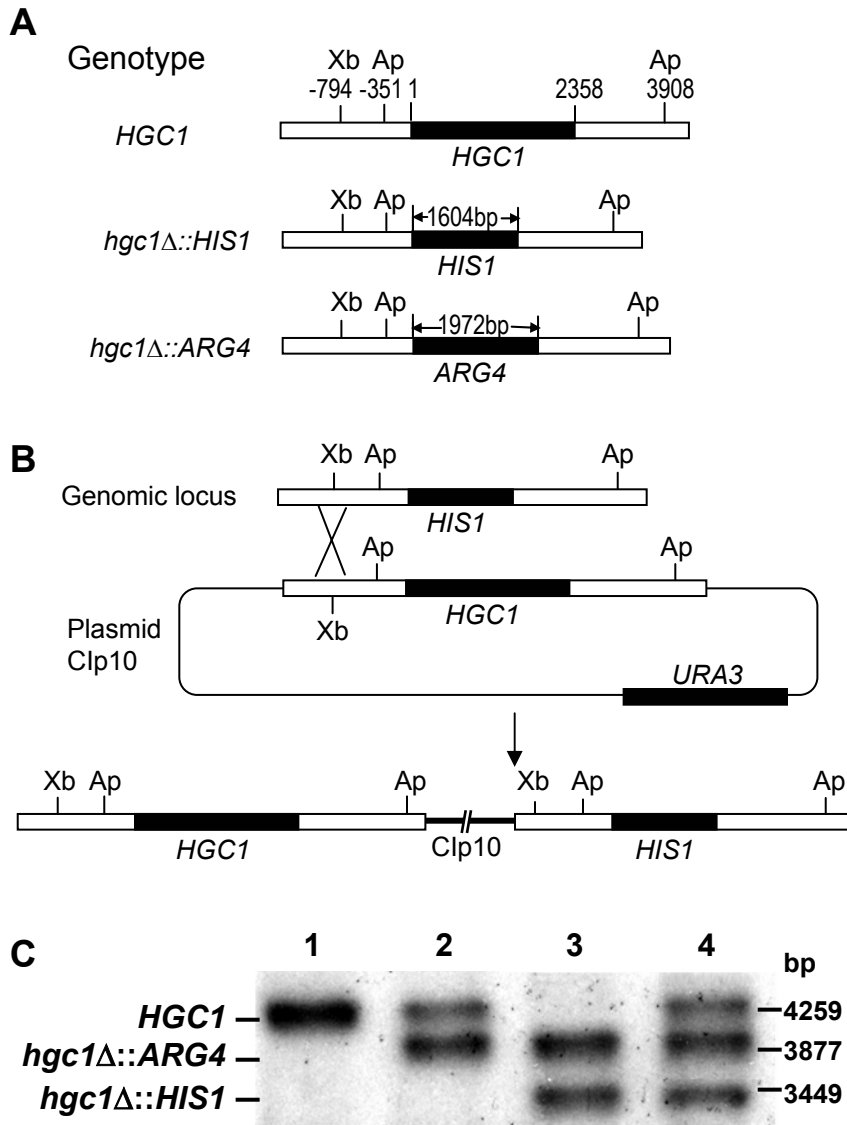 A
Genotype
Xb Ap Ap
-794 -351 1 2358 3908
HGC1
HGC1
Xb Ap Ap
1604bp
hgc1Δ::HIS1
HIS1
Xb Ap Ap
1972bp
hgc1Δ::ARG4
ARG4
B
Xb Ap Ap
Genomic locus
HIS1
Ap Ap
HGC1
Xb
Plasmid
CIp10
URA3
Xb Ap Ap Xb Ap Ap
HGC1 CIp10 HIS1
C
1 2 3 4 bp
HGC1 4259
hgc1Δ::ARG4 3877
hgc1Δ::HIS1 3449